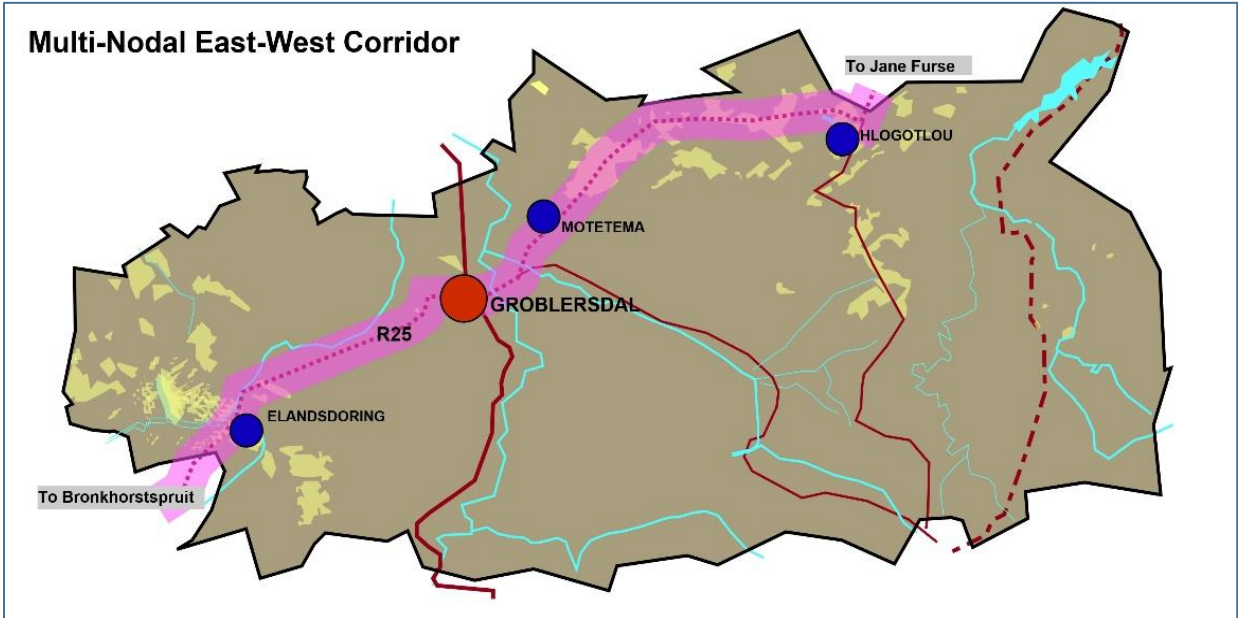 Multi-Nodal East-West Corridor
To Jane Furse
HLOGOTLOU
MOTETEMA
GROBLERSDAL
R25
ELANDSDORING
To Bronkhorstspruit